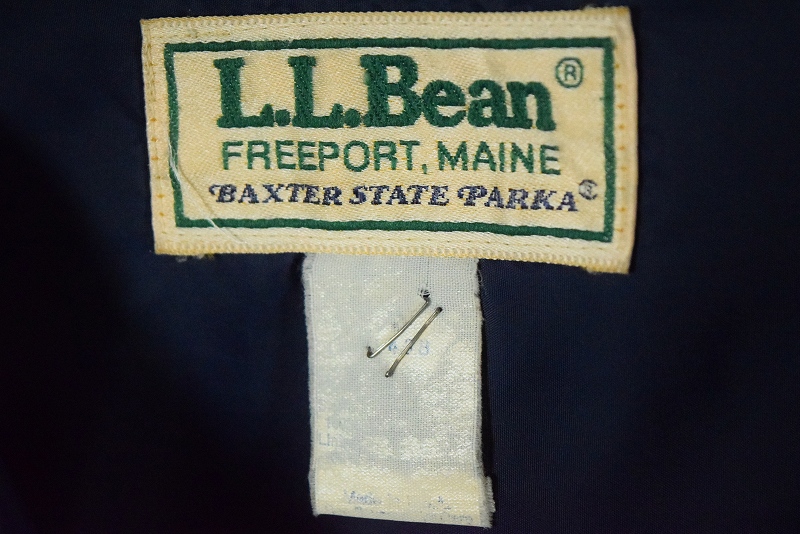 L.L.Bean®
FREEPORT, MAINE
BAXTER STATE PARKA